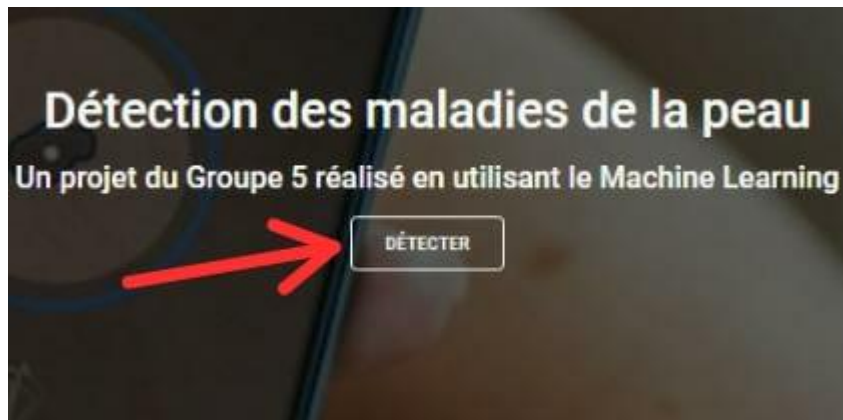 Détection des maladies de la peau
Un projet du Groupe 5 réalisé en utilisant le Machine Learning
DÉTECTER